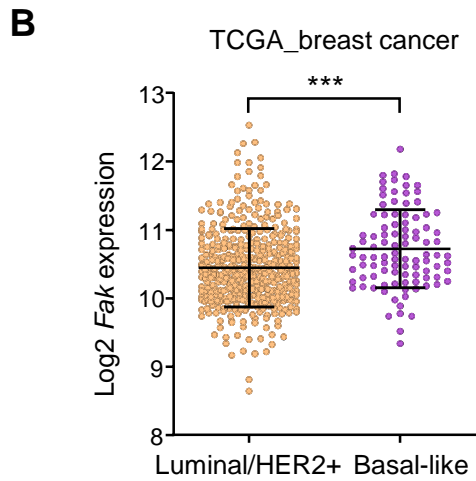 B
TCGA_breast cancer
***
13
12
11
10
9
8
Log2 Fak expression
Luminal/HER2+ Basal-like